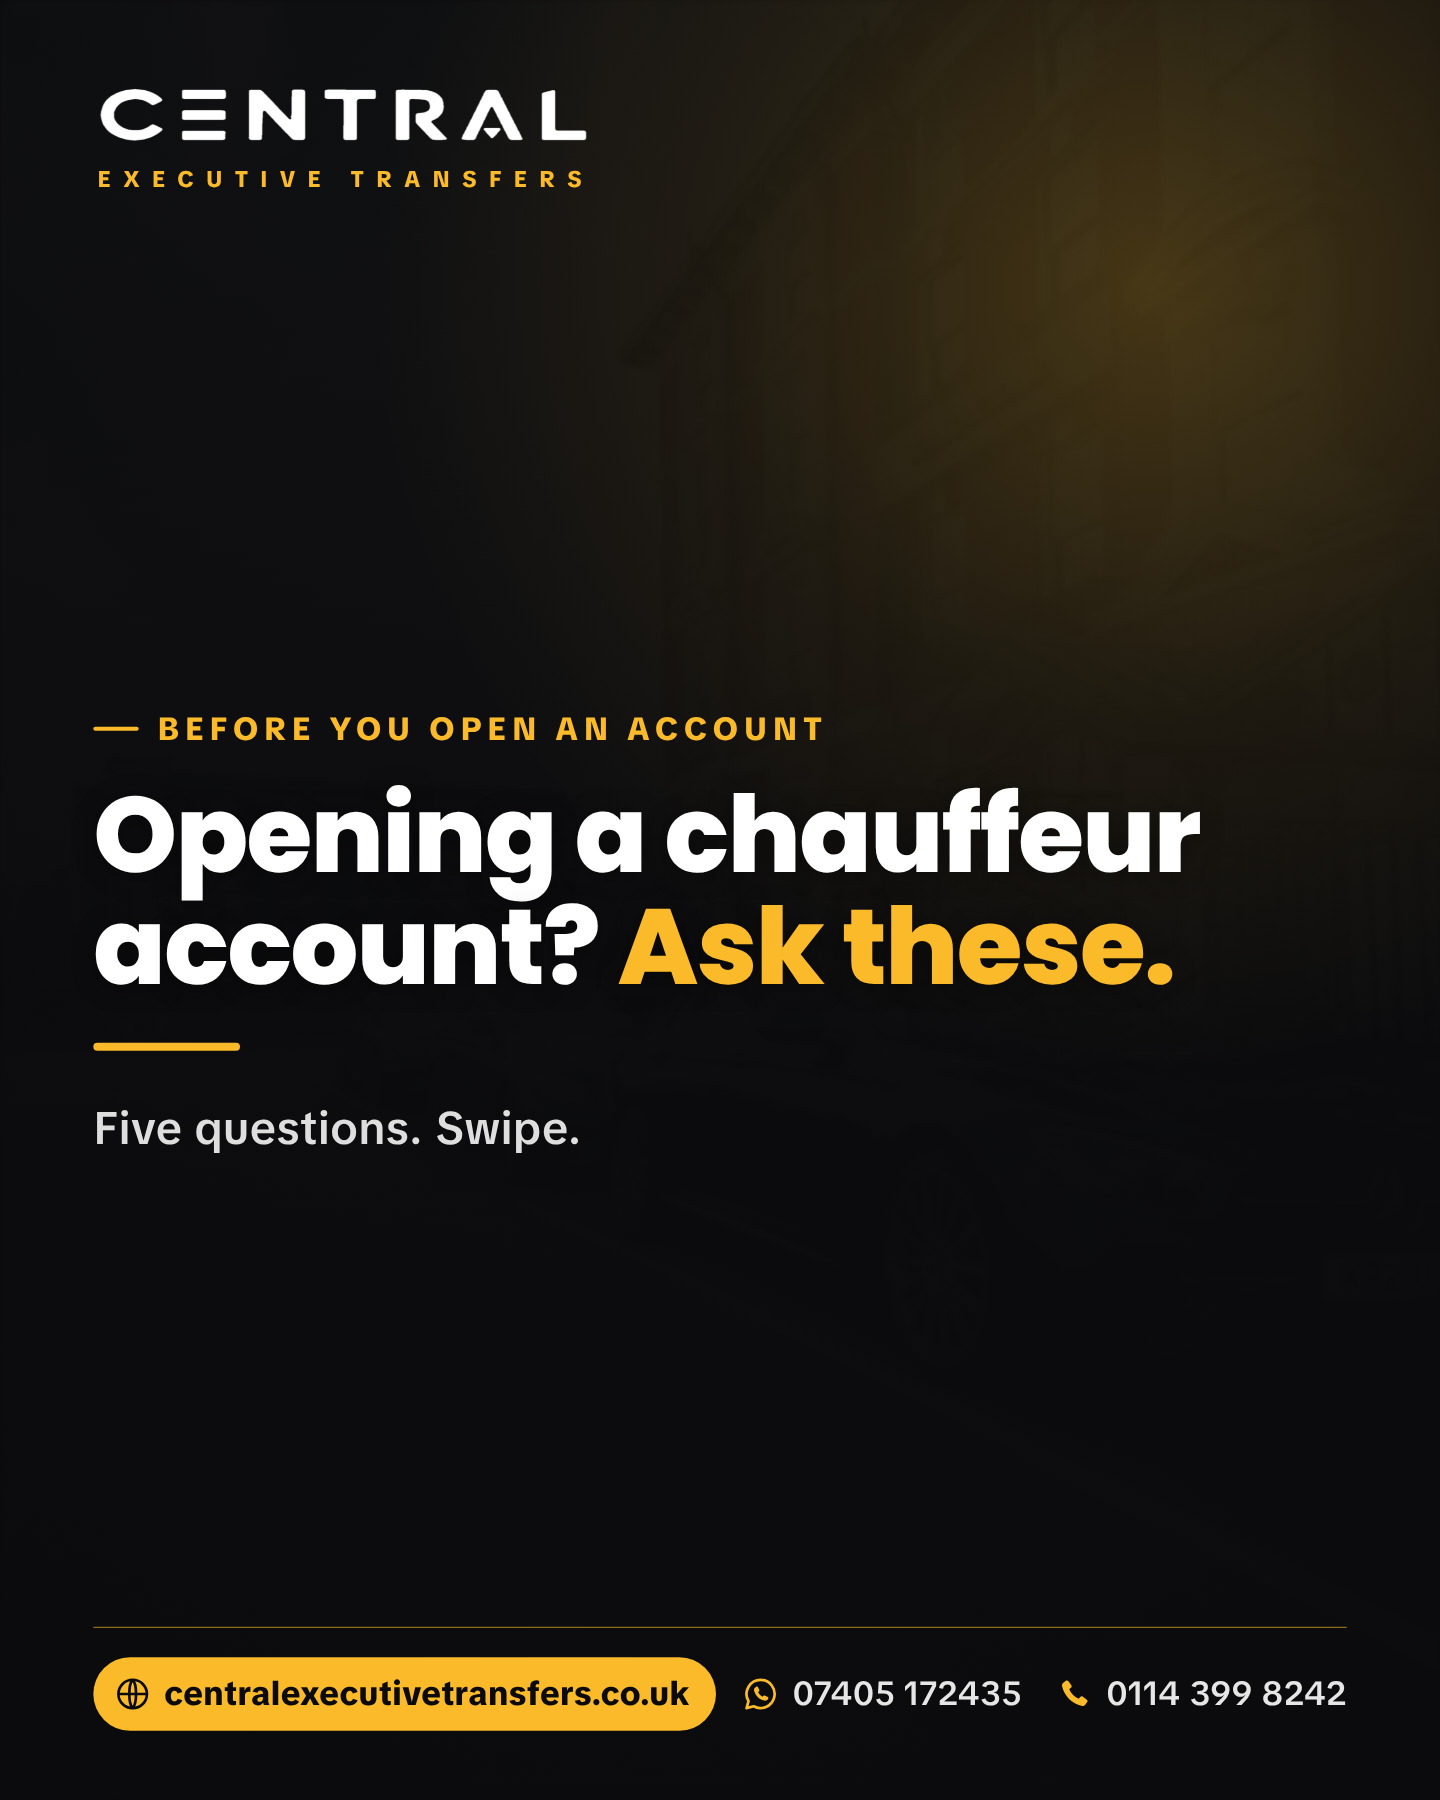 CENTRAL
EXECUTIVE TRANSFERS
BEFORE YOU OPEN AN ACCOUNT
Opening a chauffeur
account? Ask these.
Five questions. Swipe.
centralexecutivetransfers.co.uk 07405 172435 0114 399 8242